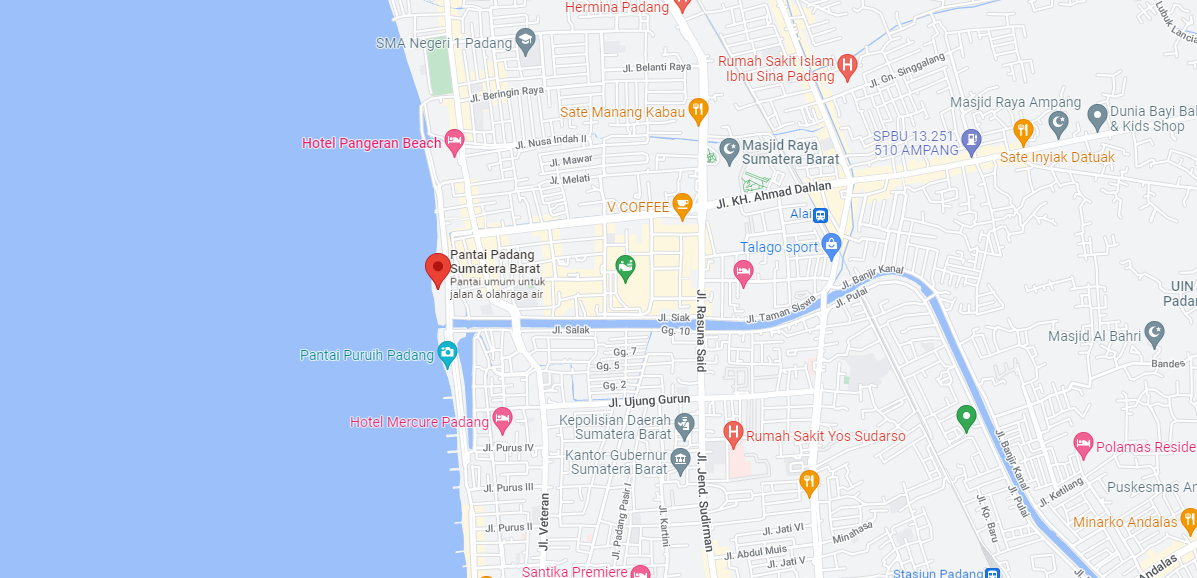 Hermina Padang
SMA Negeri 1 Padang
Lubuk Lancia
Jl. Belanti Raya
Rumah Sakit Islam
Ibnu Sina Padang
Jl. Gn. Singgalang
Jl. Beringin Raya
Sate Manang Kabau
Masjid Raya Ampang
Dunia Bayi Bal
& Kids Shop
SPBU 13.251.
510 AMPANG
Sate Inyiak Datuak
Hotel Pangeran Beach
Jl. Nusa Indah II
Masjid Raya
Sumatera Barat
Jl. Mawar
Jl. Melati
Jl. KH. Ahmad Dahlan
V COFFEE
Alai
Talago sport
Pantai Padang
Sumatera Barat
Pantai umum untuk
jalan & olahraga air
Jl. Banjir Kanal
Jl. Pulai
Jl. Rasuna Said
Jl. Taman Siswa
UIN
Padan
Jl. Siak
Jl. Salak
Gg. 10
Masjid Al Bahri
Pantai Puruih Padang
Gg. 7
Gg. 5
Gg. 2
Bandes
Jl. Ujung Gurun
Hotel Mercure Padang
Kepolisian Daerah
Sumatera Barat
Rumah Sakit Yos Sudarso
Jl. Purus IV
Kantor Gubernur
Sumatera Barat
Jl. Banjir Kanal
Jl. Pulai
Polamas Reside
Jl. Purus III
Jl. Veteran
Jl. Padang Pasir I
Jl. Kartini
Jl. Jend. Sudirman
Jl. Ketilang
Puskesmas An
Jl. Kp. Baru
Jl. Purus II
Jl. Jati VI
Minahasa
Minarko Andalas
Jl. Abdul Muis
Jl. Jati V
Andalas
Santika Premiere
Stasiun Padang